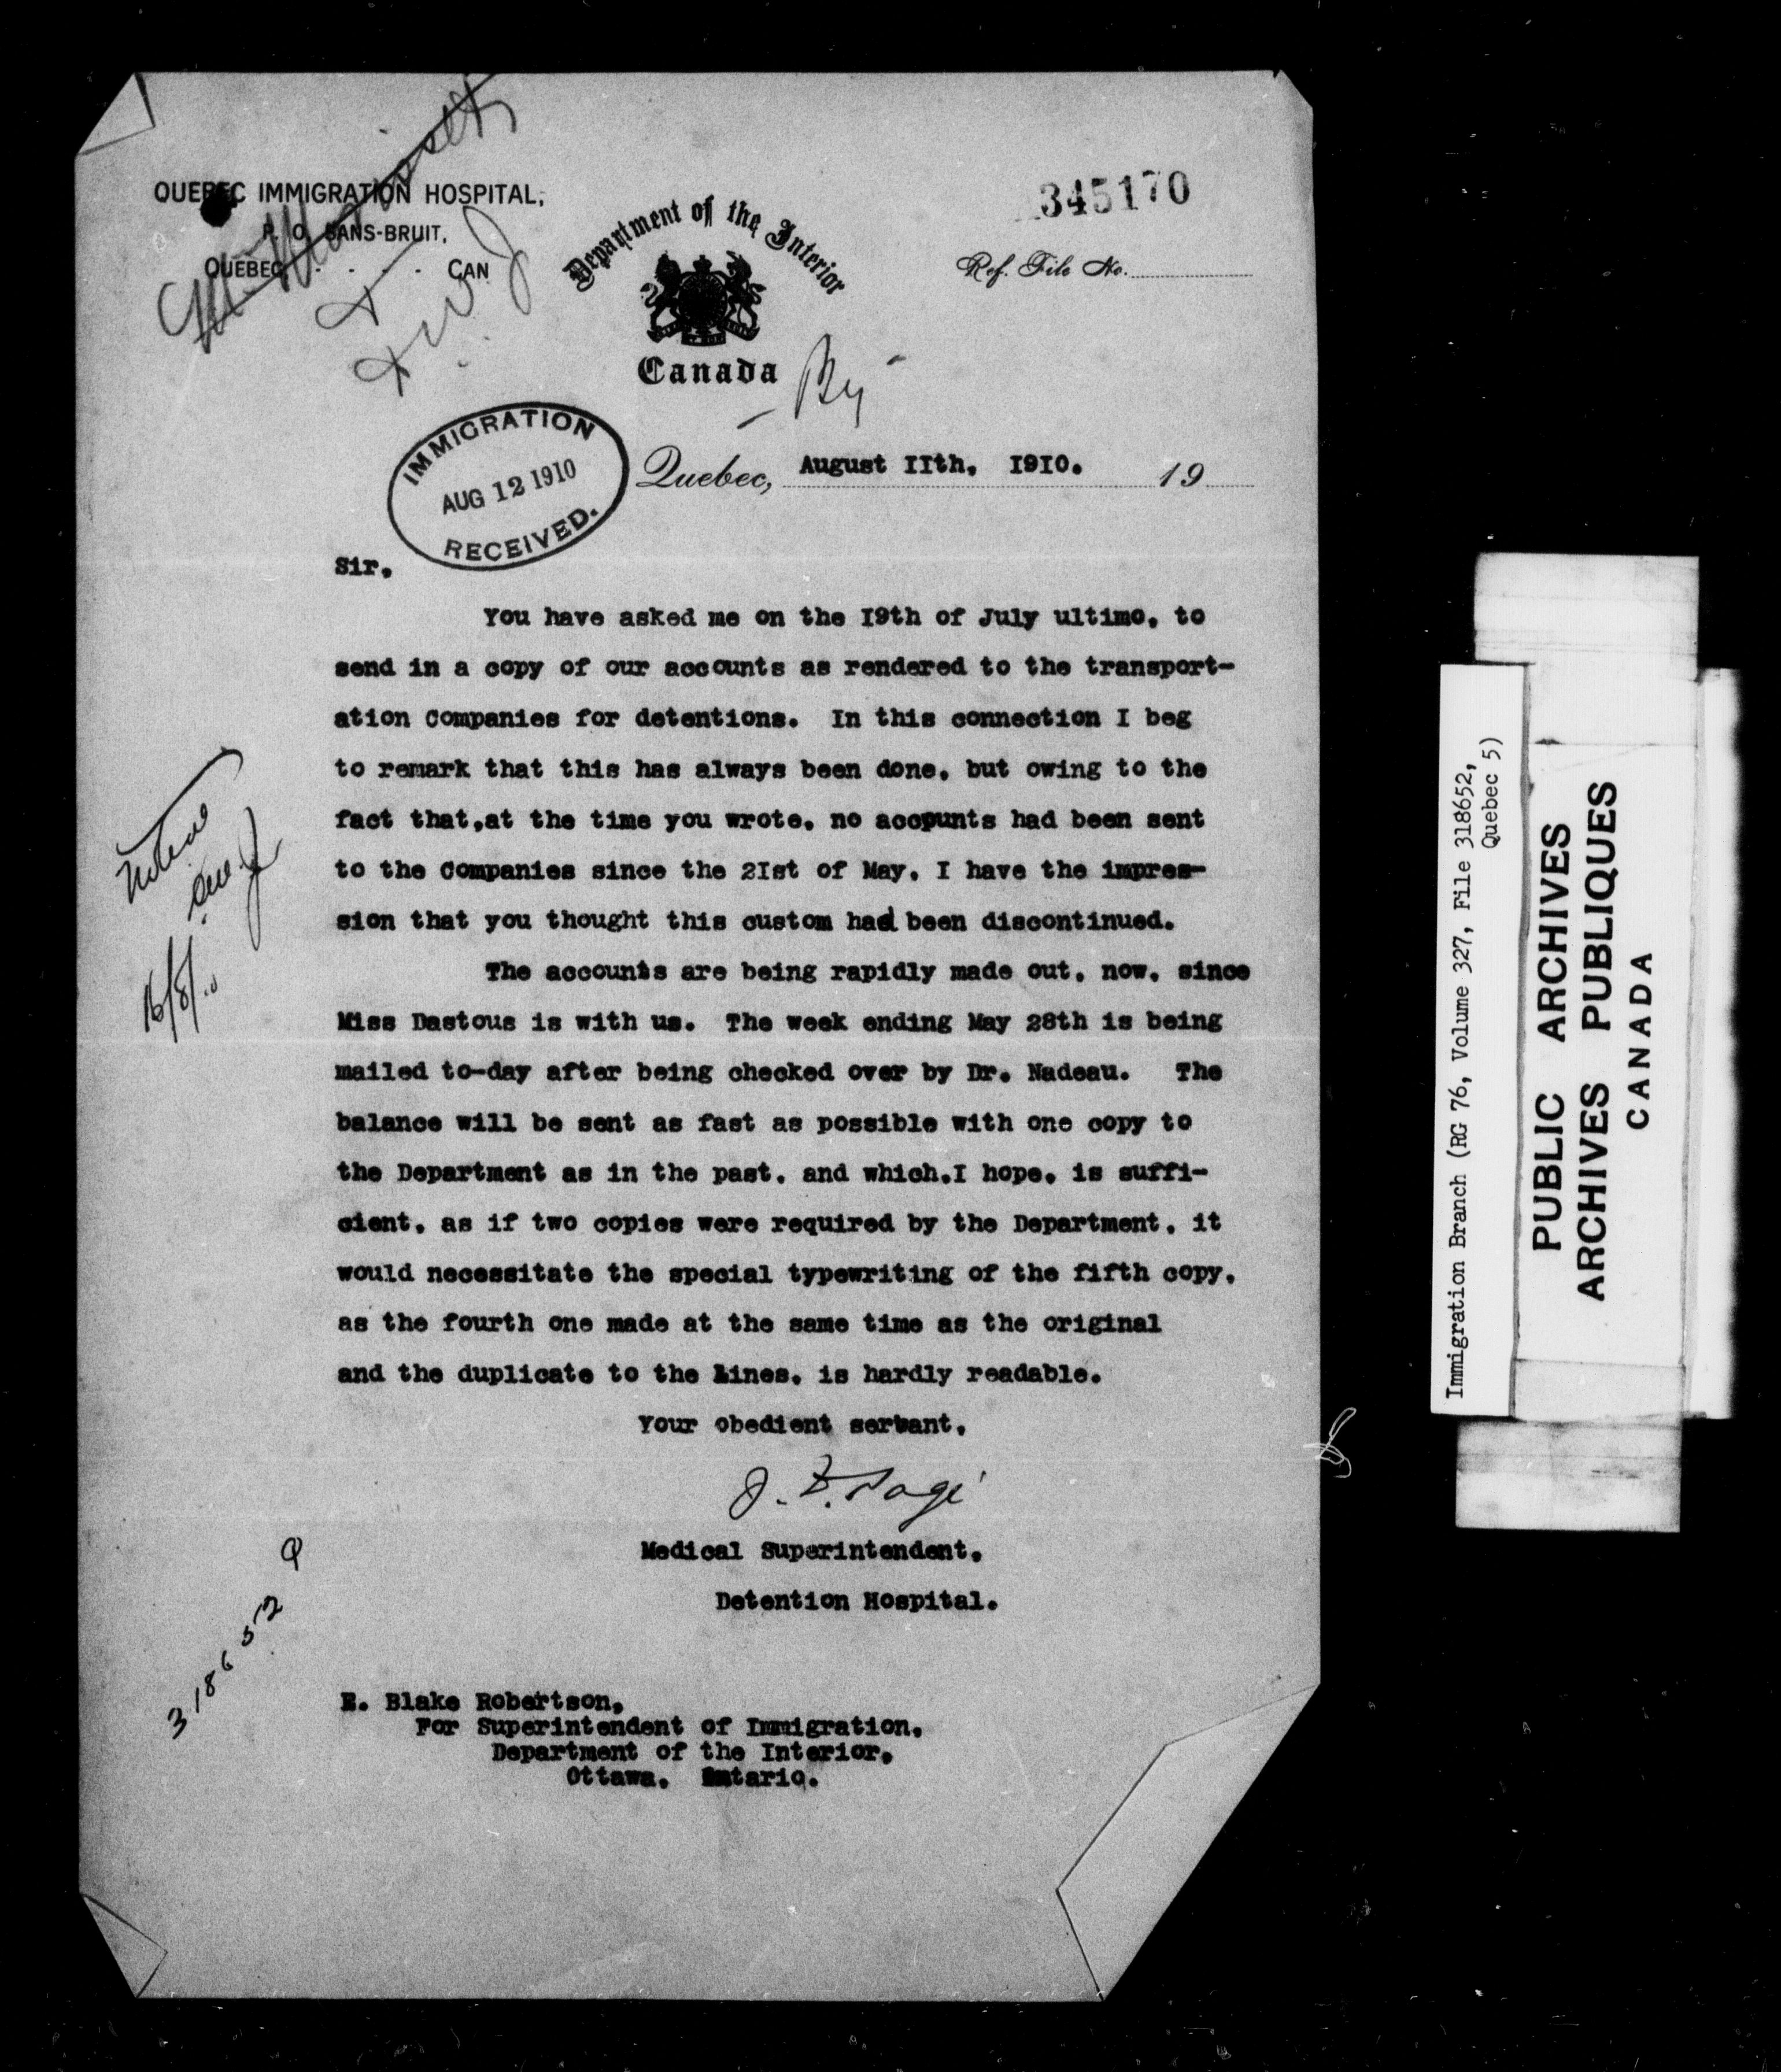 345170
QUEBEC IMMIGRATION HOSPITAL,
P. O. SANS-BRUIT,
QUEBEC, - - - - CAN
Department of the Interior
Canada
Ref. File No.
IMMIGRATION
AUG 12 1910
RECEIVED.
Quebec, August IIth, I9I0. 19
Sir,
You have asked me on the I9th of July ultimo, to
send in a copy of our accounts as rendered to the transport-
ation Companies for detentions. In this connection I beg
to remark that this has always been done, but owing to the
fact that,at the time you wrote, no accpunts had been sent
to the Companies since the 2Ist of May, I have the impres-
sion that you thought this custom had been discontinued.
The accounts are being rapidly made out, now, since
Miss Dastous is with us. The week ending May 28th is being
mailed to-day after being checked over by Dr. Nadeau. The
balance will be sent as fast as possible with one copy to
the Department as in the past, and which,I hope, is suffi-
cient, as if two copies were required by the Department, it
would necessitate the special typewriting of the fifth copy,
as the fourth one made at the same time as the original
and the duplicate to the Lines, is hardly readable.
Your obedient servant,
Medical Superintendent,
Detention Hospital.
318652 Q
E. Blake Robertson,
For Superintendent of Immigration,
Department of the Interior,
Ottawa. Ontario.
Immigration Branch (RG 76, Volume 327, File 318652,
Quebec 5)
PUBLIC ARCHIVES
ARCHIVES PUBLIQUES
CANADA